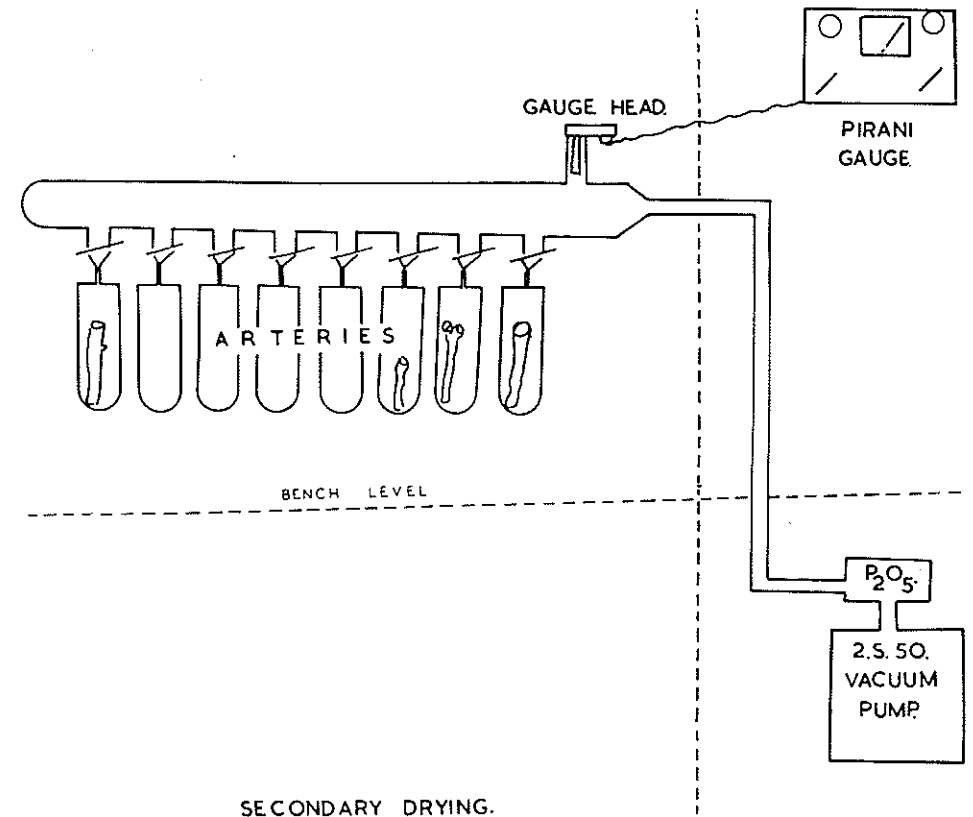 GAUGE HEAD.
PIRANI
GAUGE.
ARTERIES
BENCH LEVEL
P2O5.
2.S.50.
VACUUM
PUMP.
SECONDARY DRYING.